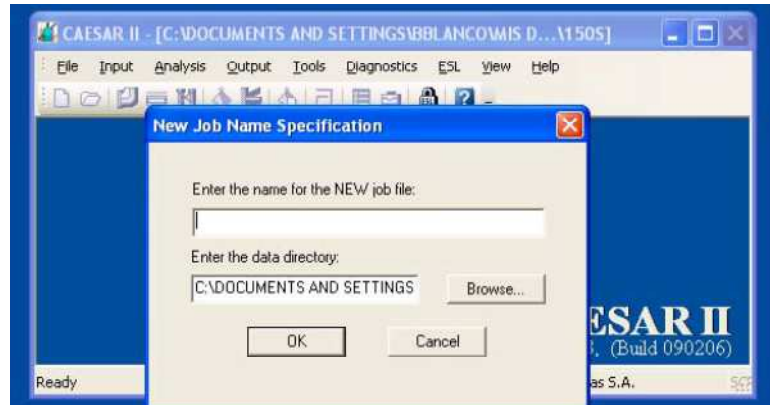 CAESAR II - [C:\DOCUMENTS AND SETTINGS\BBLANCO\MIS D...\150S]
File Input Analysis Output Tools Diagnostics ESL View Help
New Job Name Specification
Enter the name for the NEW job file:
Enter the data directory:
C:\DOCUMENTS AND SETTINGS
Browse...
OK Cancel
ESAR II
(Build 090206)
Ready
as S.A.